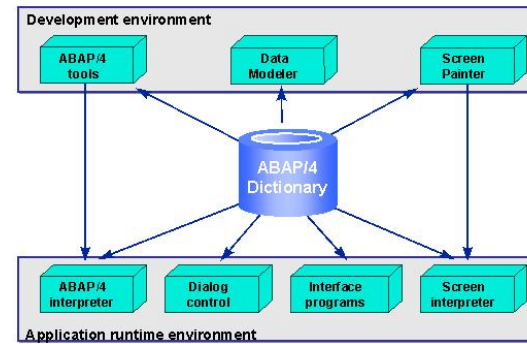 Development environment
ABAP/4
tools
Data
Modeler
Screen
Painter
ABAP/4
Dictionary
ABAP/4
interpreter
Dialog
control
Interface
programs
Screen
interpreter
Application runtime environment